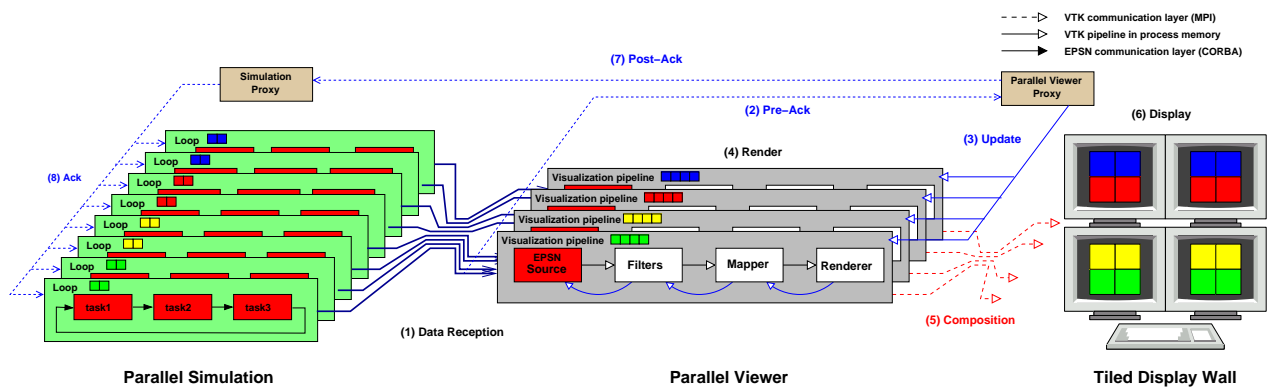 VTK communication layer (MPI)
VTK pipeline in process memory
EPSN communication layer (CORBA)
(7) Post–Ack
Simulation
Proxy
Parallel Viewer
Proxy
(2) Pre–Ack
(6) Display
(3) Update
(4) Render
Loop
Loop
Loop
Loop
Loop
Loop
Loop
Loop
(8) Ack
Visualization pipeline
Visualization pipeline
Visualization pipeline
Visualization pipeline
EPSN
Source
Filters
Mapper
Renderer
task1
task2
task3
(1) Data Reception
(5) Composition
Parallel Simulation
Parallel Viewer
Tiled Display Wall